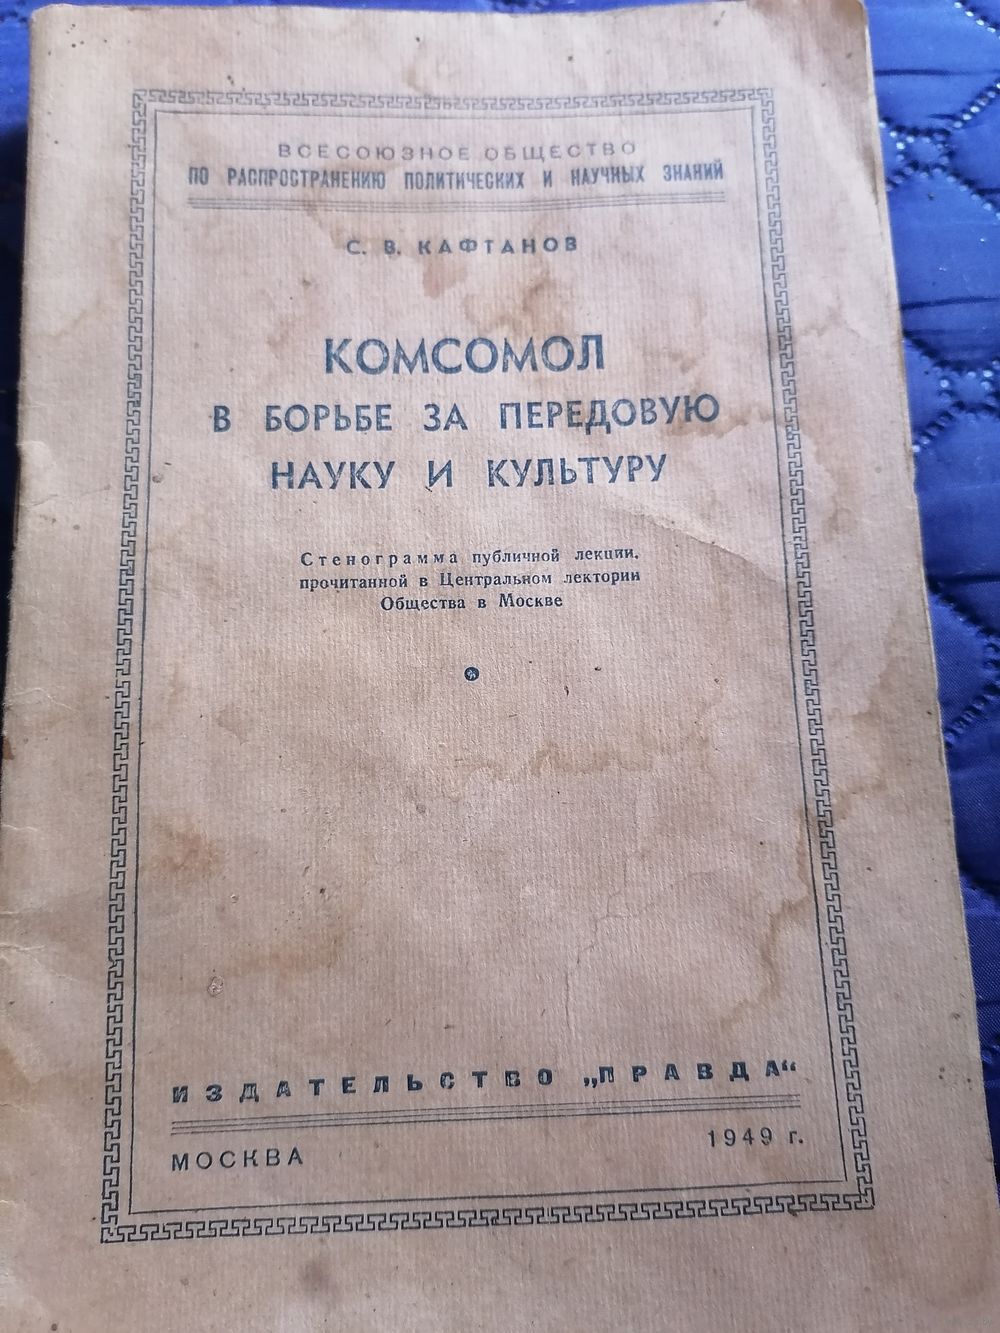 ВСЕСОЮЗНОЕ ОБЩЕСТВО
ПО РАСПРОСТРАНЕНИЮ ПОЛИТИЧЕСКИХ И НАУЧНЫХ ЗНАНИЙ
С. В. КАФТАНОВ
КОМСОМОЛ
В БОРЬБЕ ЗА ПЕРЕДОВУЮ
НАУКУ И КУЛЬТУРУ
Стенограмма публичной лекции,
прочитанной в Центральном лектории
Общества в Москве
ИЗДАТЕЛЬСТВО „ПРАВДА“
МОСКВА 1949 г.